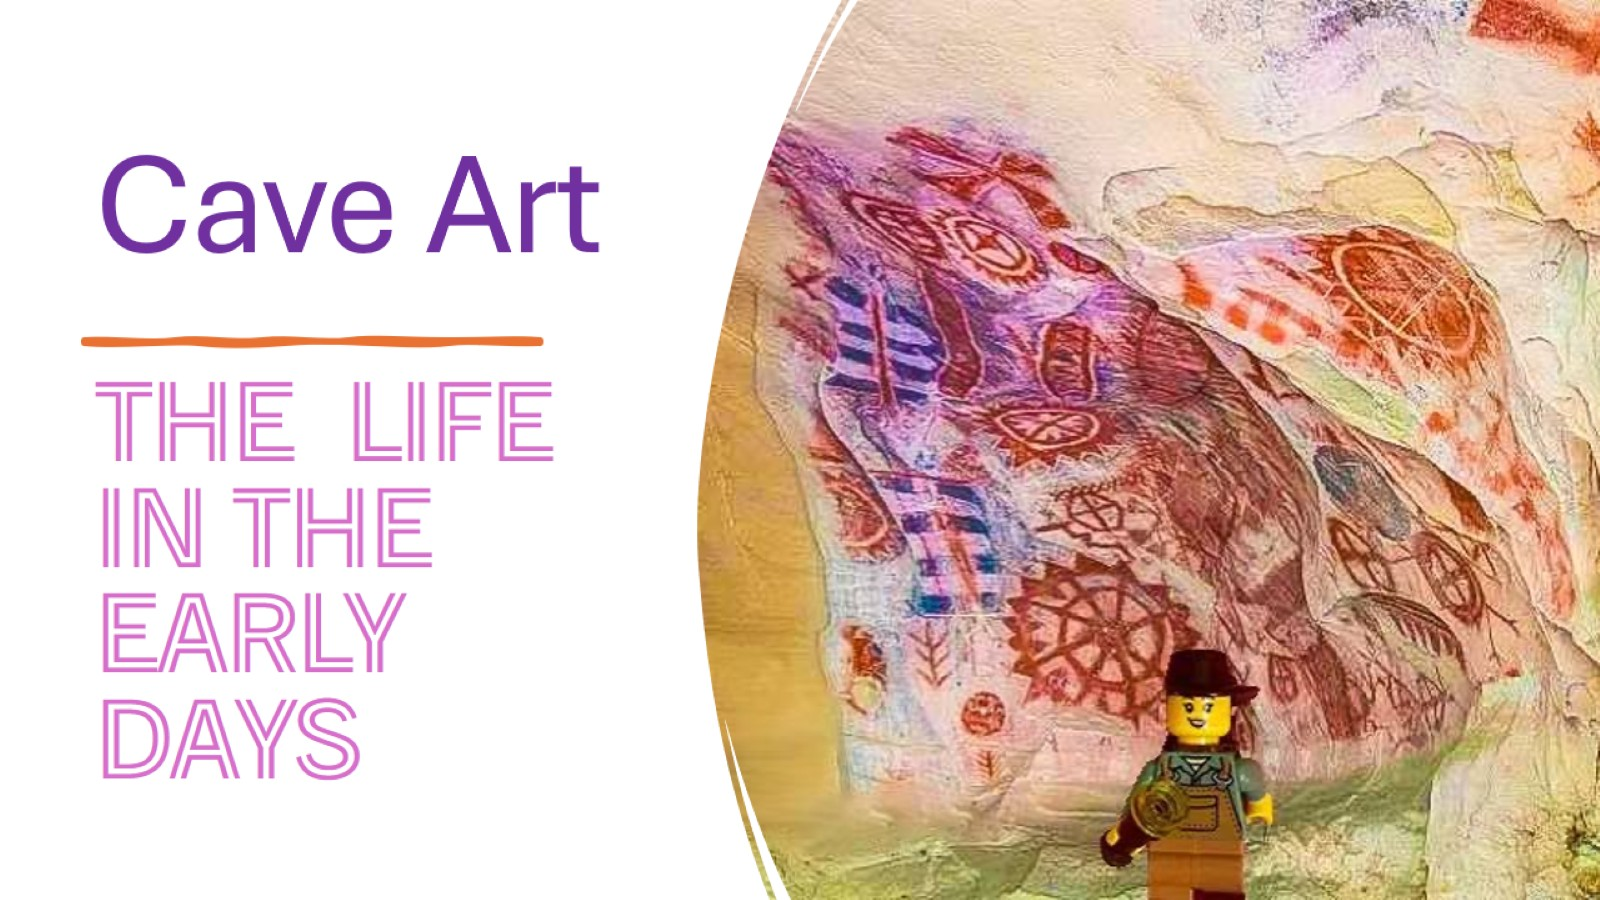 Cave Art
THE LIFE
IN THE
EARLY
DAYS